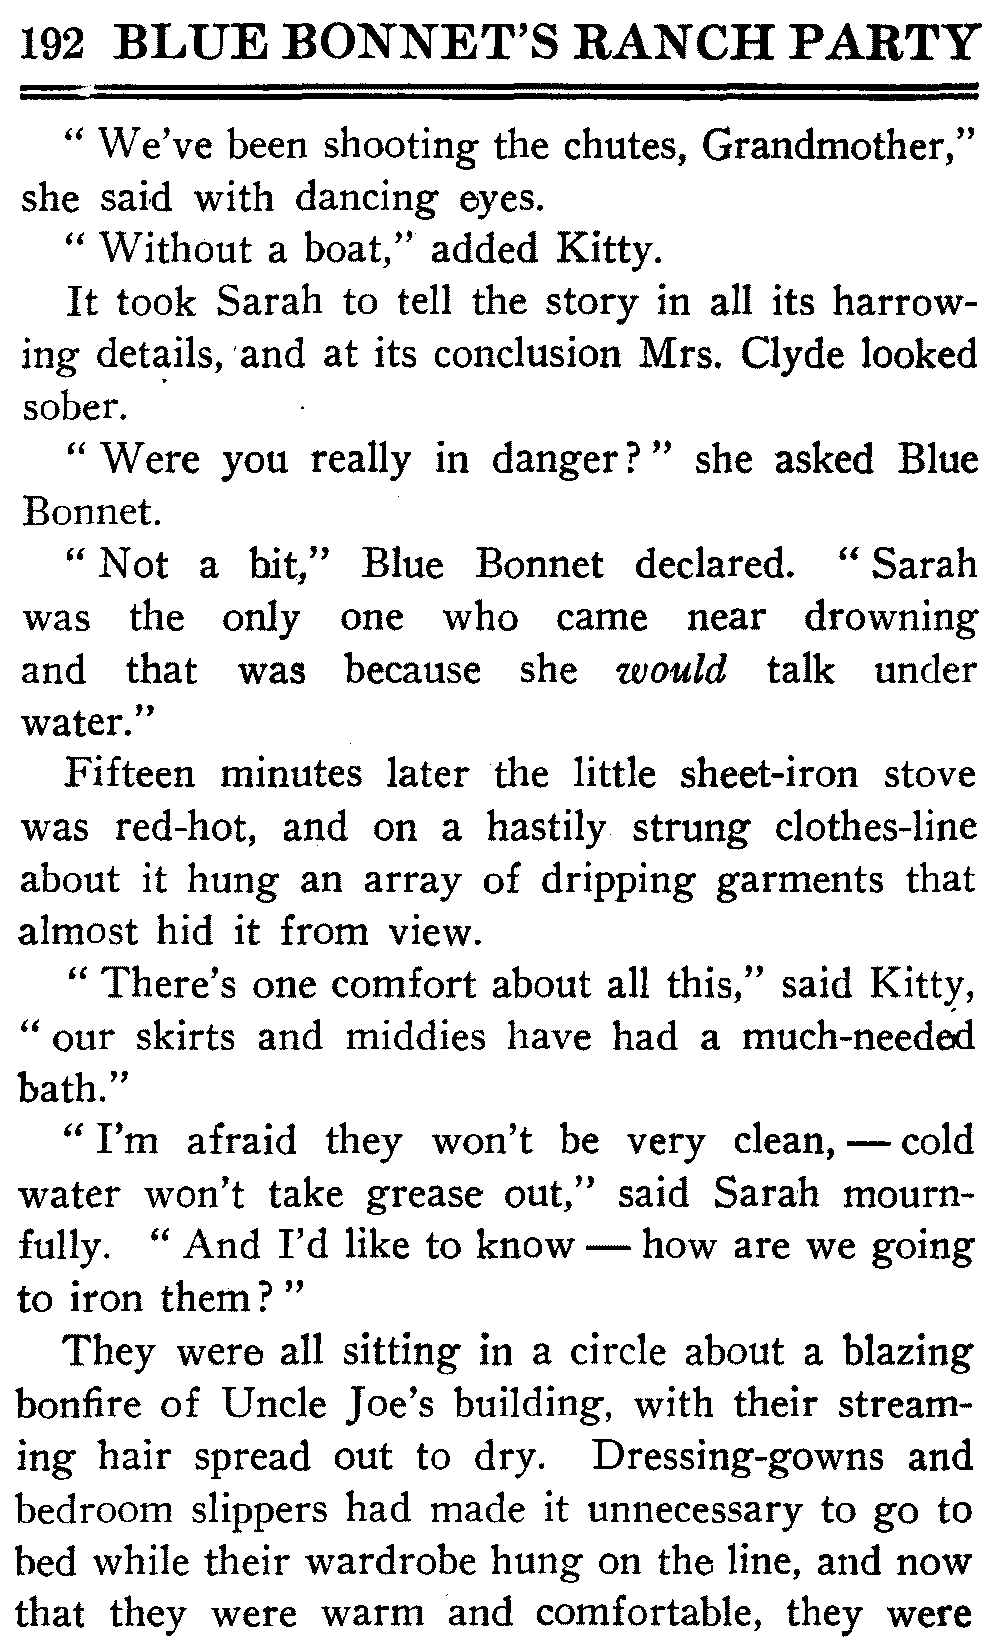 192 BLUE BONNET'S RANCH PARTY
" We've been shooting the chutes, Grandmother,"
she said with dancing eyes.
" Without a boat," added Kitty.
It took Sarah to tell the story in all its harrow-
ing details, and at its conclusion Mrs. Clyde looked
sober.
" Were you really in danger? " she asked Blue
Bonnet.
" Not a bit," Blue Bonnet declared. " Sarah
was the only one who came near drowning
and that was because she would talk under
water."
Fifteen minutes later the little sheet-iron stove
was red-hot, and on a hastily strung clothes-line
about it hung an array of dripping garments that
almost hid it from view.
" There's one comfort about all this," said Kitty,
" our skirts and middies have had a much-needed
bath."
" I'm afraid they won't be very clean, — cold
water won't take grease out," said Sarah mourn-
fully. " And I'd like to know — how are we going
to iron them? "
They were all sitting in a circle about a blazing
bonfire of Uncle Joe's building, with their stream-
ing hair spread out to dry. Dressing-gowns and
bedroom slippers had made it unnecessary to go to
bed while their wardrobe hung on the line, and now
that they were warm and comfortable, they were